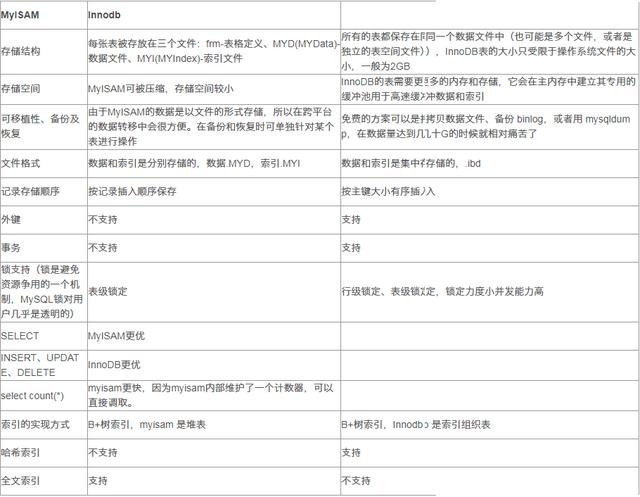 MyISAM Innodb
存储结构
每张表被存放在三个文件：frm-表格定义、MYD(MYData)-
数据文件、MYI(MYIndex)-索引文件
所有的表都保存在同一个数据文件中（也可能是多个文件，或者是
独立的表空间文件)），InnoDB表的大小只受限于操作系统文件的大
小，一般为2GB
存储空间
MyISAM可被压缩，存储空间较小
InnoDB的表需要更多的内存和存储，它会在主内存中建立其专用的
缓冲池用于高速缓冲数据和索引
可移植性、备份及
恢复
由于MyISAM的数据是以文件的形式存储，所以在跨平台
的数据转移中会很方便。在备份和恢复时可单独针对某个
表进行操作
免费的方案可以是拷贝数据文件、备份 binlog，或者用 mysqldum
p，在数据量达到几十G的时候就相对痛苦了
文件格式
数据和索引是分别存储的，数据.MYD，索引.MYI
数据和索引是集中存储的，.ibd
记录存储顺序
按记录插入顺序保存
按主键大小有序插入
外键
不支持
支持
事务
不支持
支持
锁支持（锁是避免
资源争用的一个机
制，MySQL锁对用
户几乎是透明的）
表级锁定
行级锁定、表级锁定，锁定力度小并发能力高
SELECT
MyISAM更优
INSERT、UPDAT
E、DELETE
InnoDB更优
select count(*)
myisam更快，因为myisam内部维护了一个计数器，可以
直接调取。
索引的实现方式
B+树索引，myisam 是堆表
B+树索引，Innodb 是索引组织表
哈希索引
不支持
支持
全文索引
支持
不支持